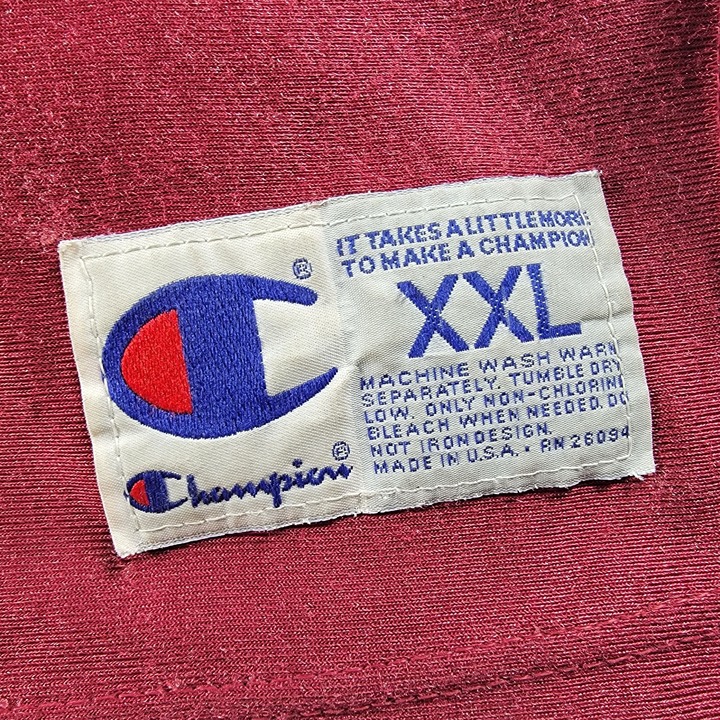 ®
Champion®
IT TAKES A LITTLE MORE
TO MAKE A CHAMPION
XXL
MACHINE WASH WARM
SEPARATELY. TUMBLE DRY
LOW. ONLY NON-CHLORINE
BLEACH WHEN NEEDED. DO
NOT IRON DESIGN.
MADE IN U.S.A. · RN 26094